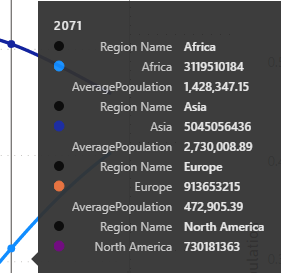 2071
Region Name Africa
Africa 3119510184
AveragePopulation 1,428,347.15
Region Name Asia
Asia 5045056436
AveragePopulation 2,730,008.89
Region Name Europe
Europe 913653215
AveragePopulation 472,905.39
Region Name North America
North America 730181363